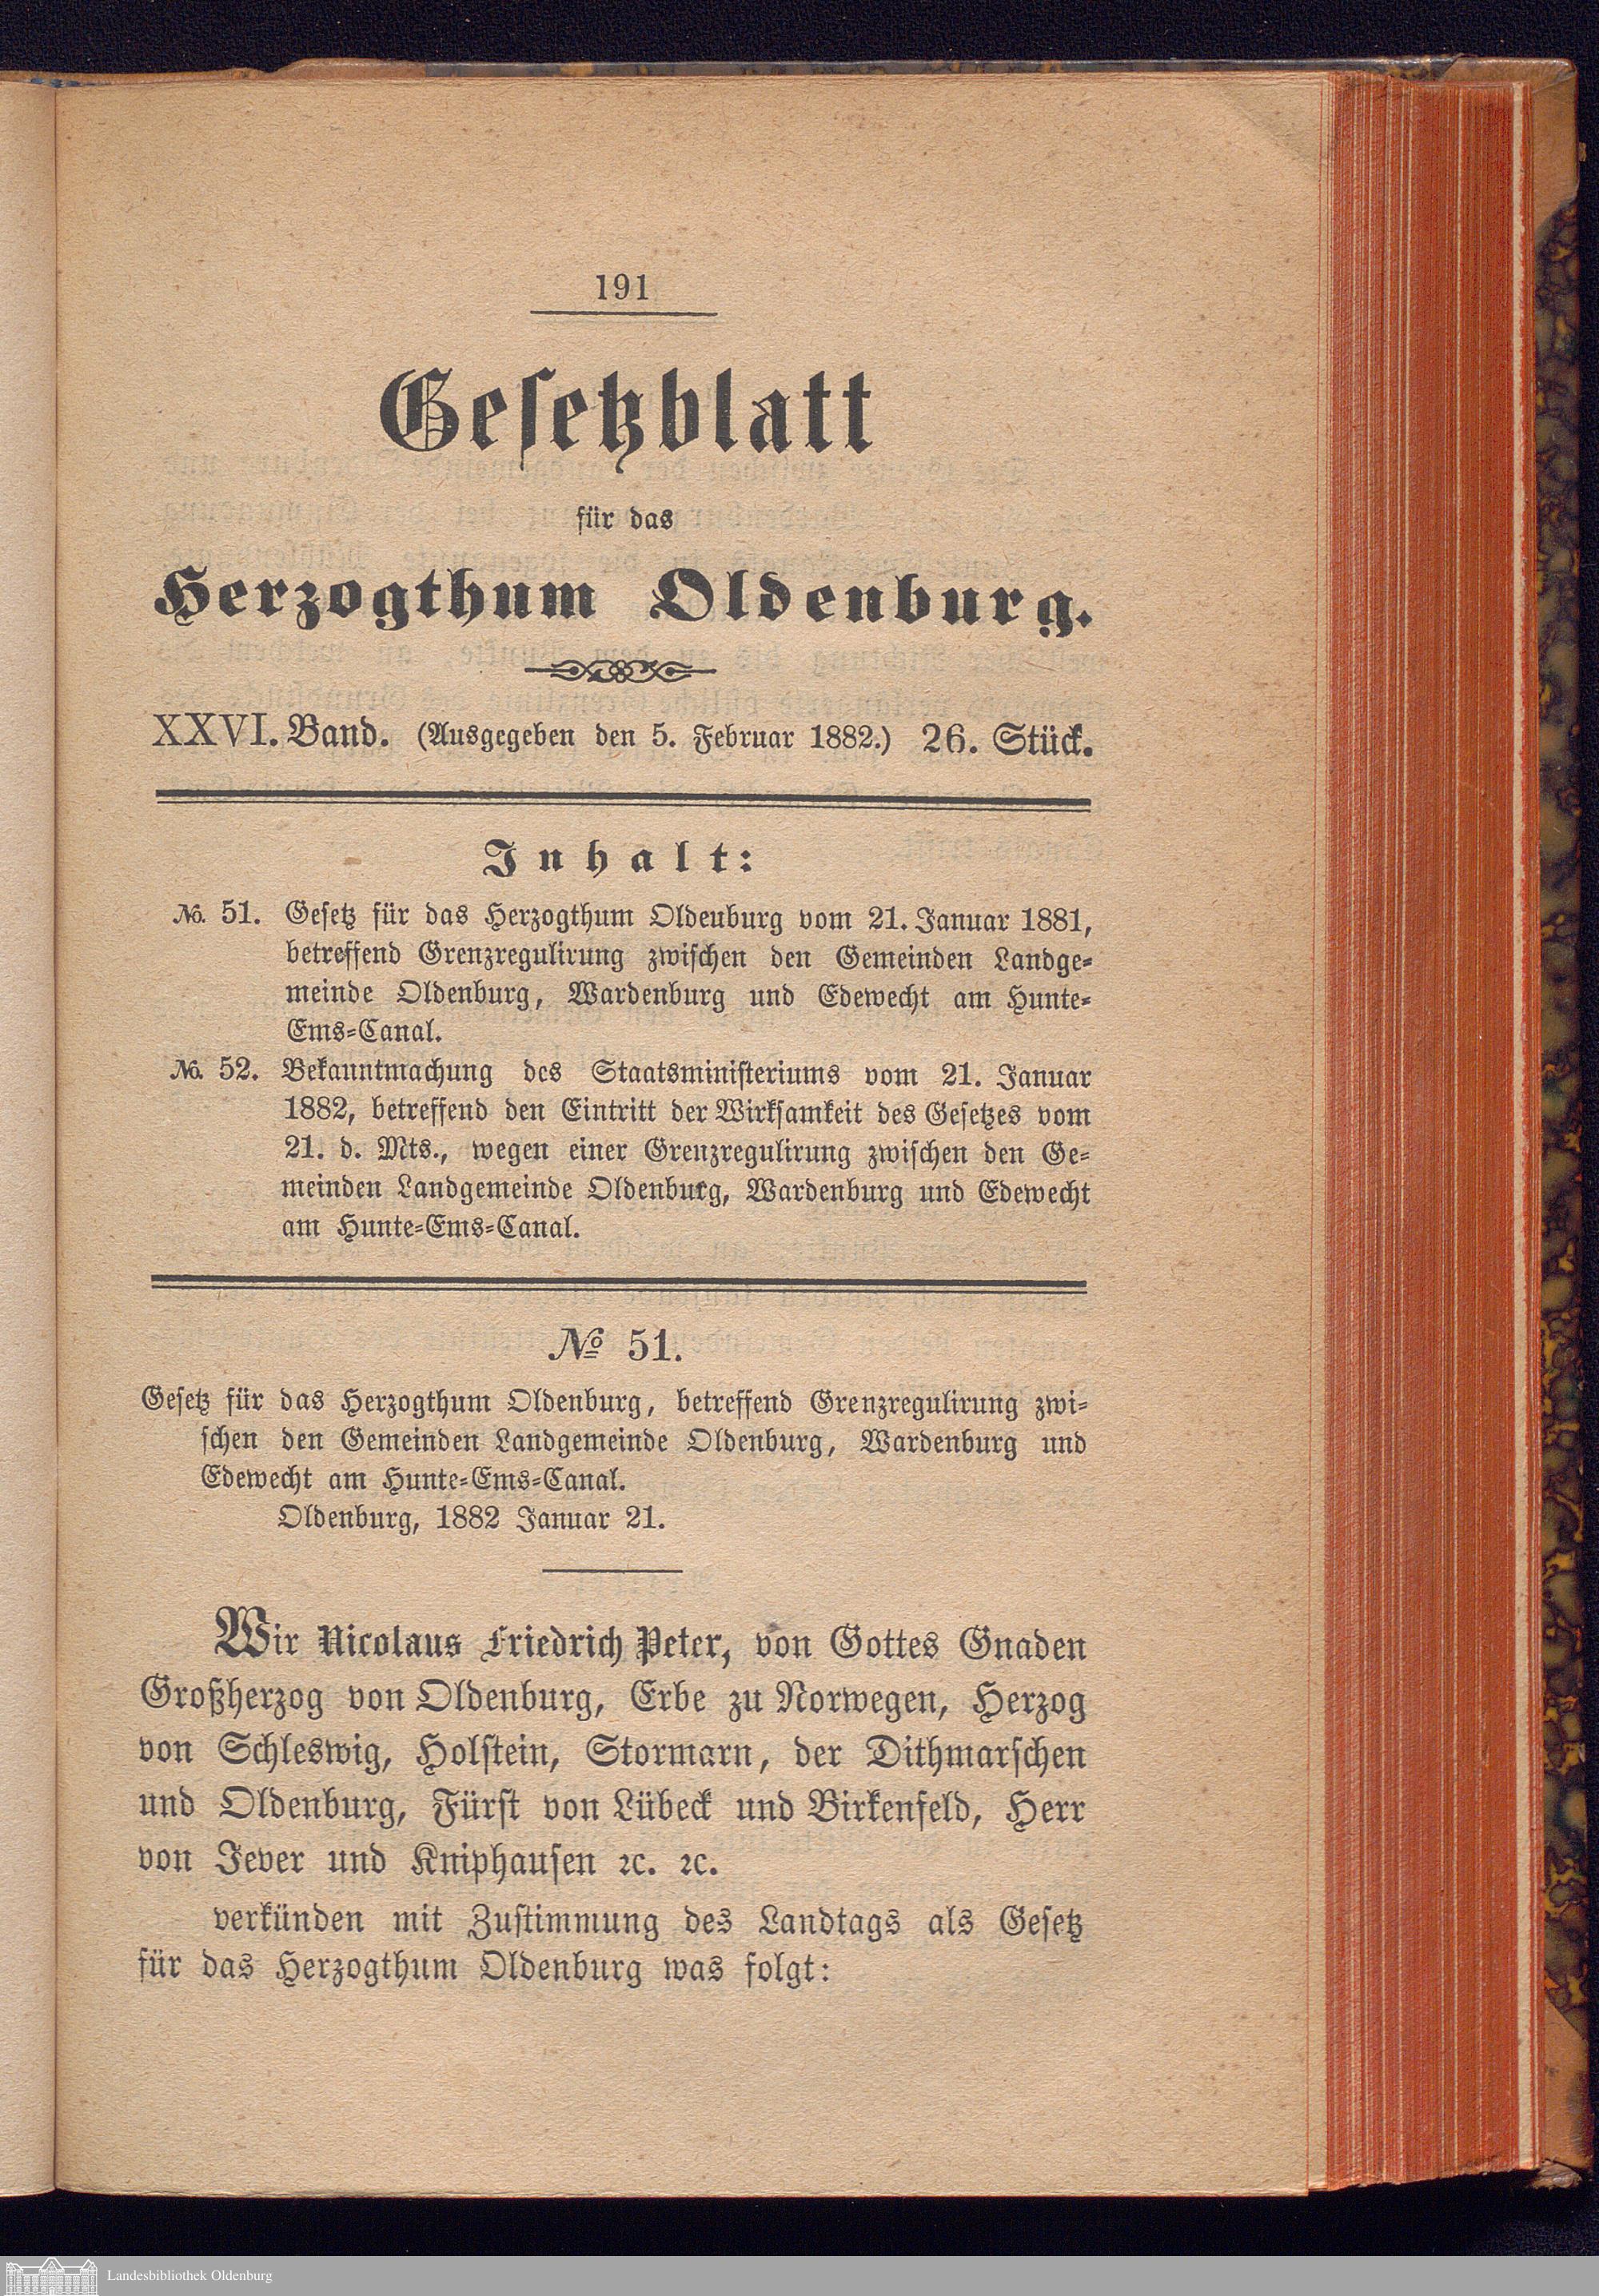 191
Gesetzblatt
für das
Herzogthum Oldenburg.
XXVI. Band. (Ausgegeben den 5. Februar 1882.) 26. Stück.
Inhalt:
No. 51. Gesetz für das Herzogthum Oldenburg vom 21. Januar 1881,
betreffend Grenzregulirung zwischen den Gemeinden Landge-
meinde Oldenburg, Wardenburg und Edewecht am Hunte-
Ems-Canal.
No. 52. Bekanntmachung des Staatsministeriums vom 21. Januar
1882, betreffend den Eintritt der Wirksamkeit des Gesetzes vom
21. d. Mts., wegen einer Grenzregulirung zwischen den Ge-
meinden Landgemeinde Oldenburg, Wardenburg und Edewecht
am Hunte-Ems-Canal.
No 51.
Gesetz für das Herzogthum Oldenburg, betreffend Grenzregulirung zwi-
schen den Gemeinden Landgemeinde Oldenburg, Wardenburg und
Edewecht am Hunte-Ems-Canal.
Oldenburg, 1882 Januar 21.
Wir Nicolaus Friedrich Peter, von Gottes Gnaden
Großherzog von Oldenburg, Erbe zu Norwegen, Herzog
von Schleswig, Holstein, Stormarn, der Dithmarschen
und Oldenburg, Fürst von Lübeck und Birkenfeld, Herr
von Jever und Kniphausen ꝛc. ꝛc.
verkünden mit Zustimmung des Landtags als Gesetz
für das Herzogthum Oldenburg was folgt:
Landesbibliothek Oldenburg